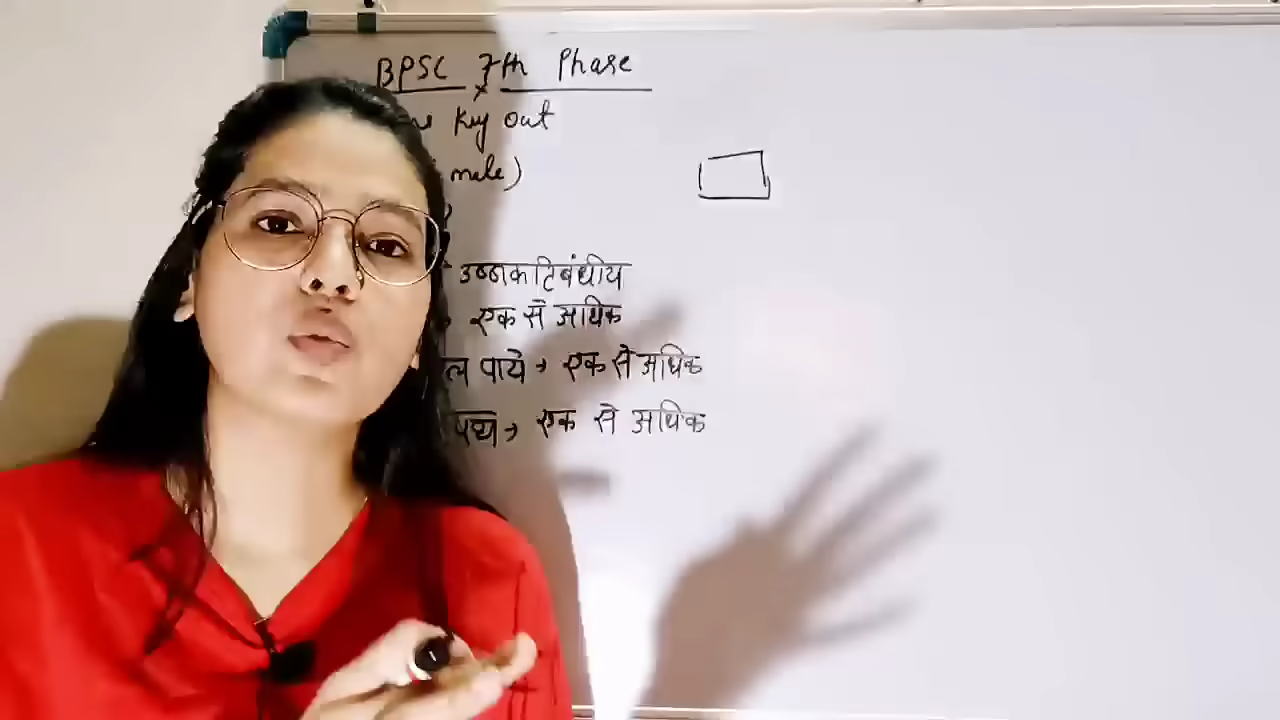 BPSC 7th Phase
Key out
male)
उष्णकटिबंधीय
एक से अधिक
पाये → एक से अधिक
→ एक से अधिक